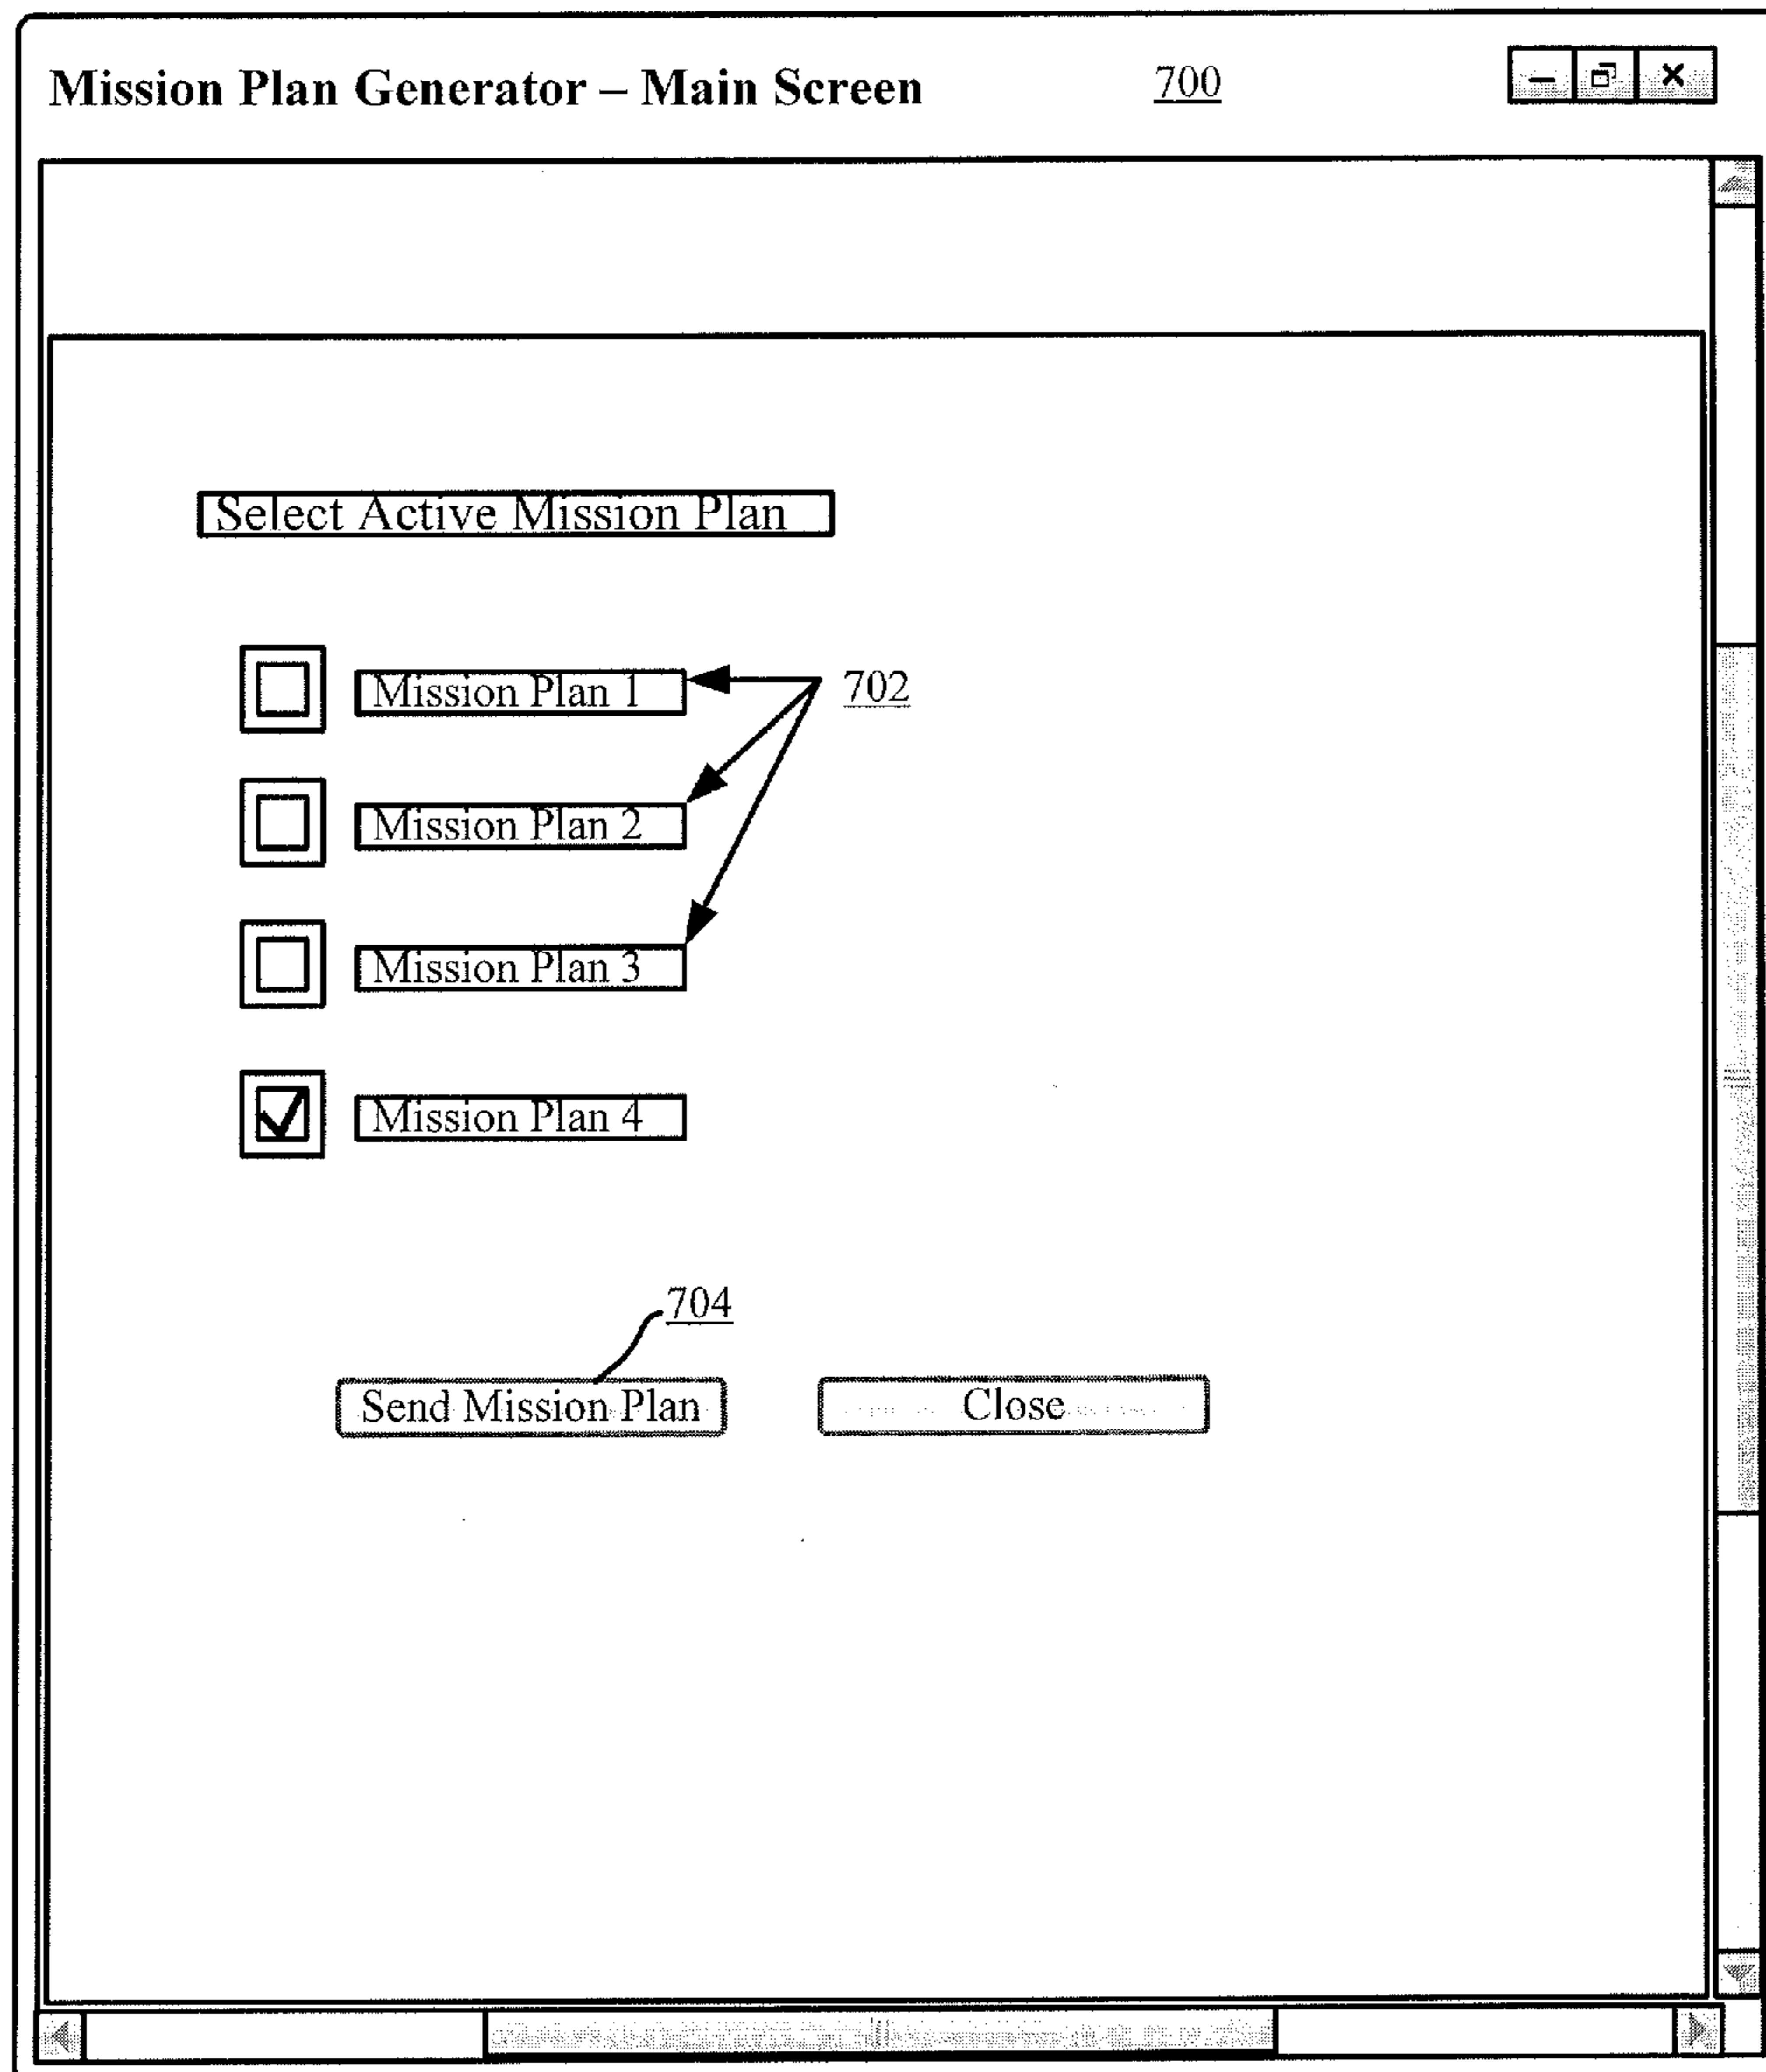 Mission Plan Generator – Main Screen 700
Select Active Mission Plan
Mission Plan 1 702
Mission Plan 2
Mission Plan 3
Mission Plan 4
704
Send Mission Plan Close